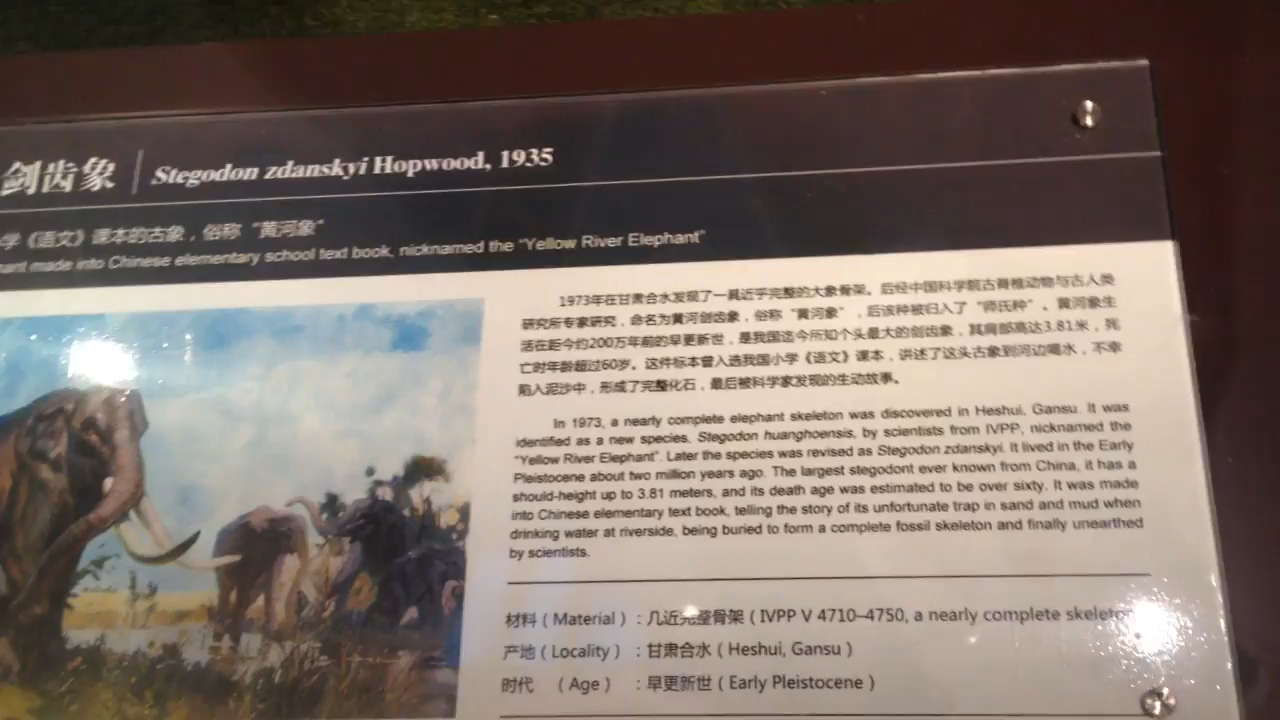 剑齿象 | Stegodon zdanskyi Hopwood, 1935
学《语文》课本的古象，俗称“黄河象”
made into Chinese elementary school text book, nicknamed the “Yellow River Elephant”
1973年在甘肃合水发现了一具近乎完整的大象骨架。后经中国科学院古脊椎动物与古人类
研究所专家研究，命名为黄河剑齿象，俗称“黄河象”，后该种被归入了“师氏种”。黄河象生
活在距今约200万年前的早更新世，是我国迄今所知个头最大的剑齿象，其肩部高达3.81米，死
亡时年龄超过60岁。这件标本曾入选我国小学《语文》课本，讲述了这头古象到河边喝水，不幸
陷入泥沙中，形成了完整化石，最后被科学家发现的生动故事。
In 1973, a nearly complete elephant skeleton was discovered in Heshui, Gansu. It was
identified as a new species, Stegodon huanghoensis, by scientists from IVPP, nicknamed the
“Yellow River Elephant”. Later the species was revised as Stegodon zdanskyi. It lived in the Early
Pleistocene about two million years ago. The largest stegodont ever known from China, it has a
should-height up to 3.81 meters, and its death age was estimated to be over sixty. It was made
into Chinese elementary text book, telling the story of its unfortunate trap in sand and mud when
drinking water at riverside, being buried to form a complete fossil skeleton and finally unearthed
by scientists.
材料（Material）：几近完整骨架（IVPP V 4710–4750, a nearly complete skeleton
产地（Locality）：甘肃合水（Heshui, Gansu）
时代（Age）：早更新世（Early Pleistocene）